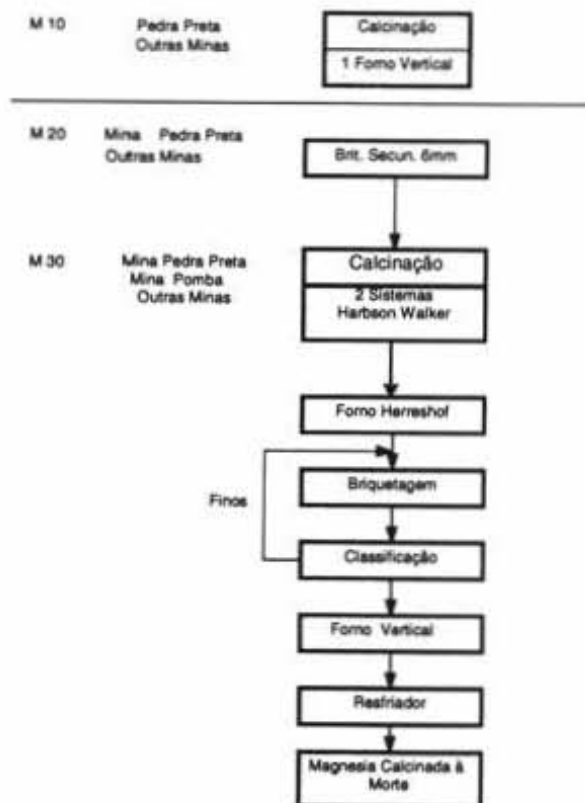 M 10 Pedra Preta
Outras Minas
Calcinação
1 Forno Vertical
M 20 Mina Pedra Preta
Outras Minas
Brit. Secun. 6mm
M 30 Mina Pedra Preta
Mina Pomba
Outras Minas
Calcinação
2 Sistemas
Harbson Walker
Forno Herreshof
Finos
Briquetagem
Classificação
Forno Vertical
Resfriador
Magnesia Calcinada à
Morte